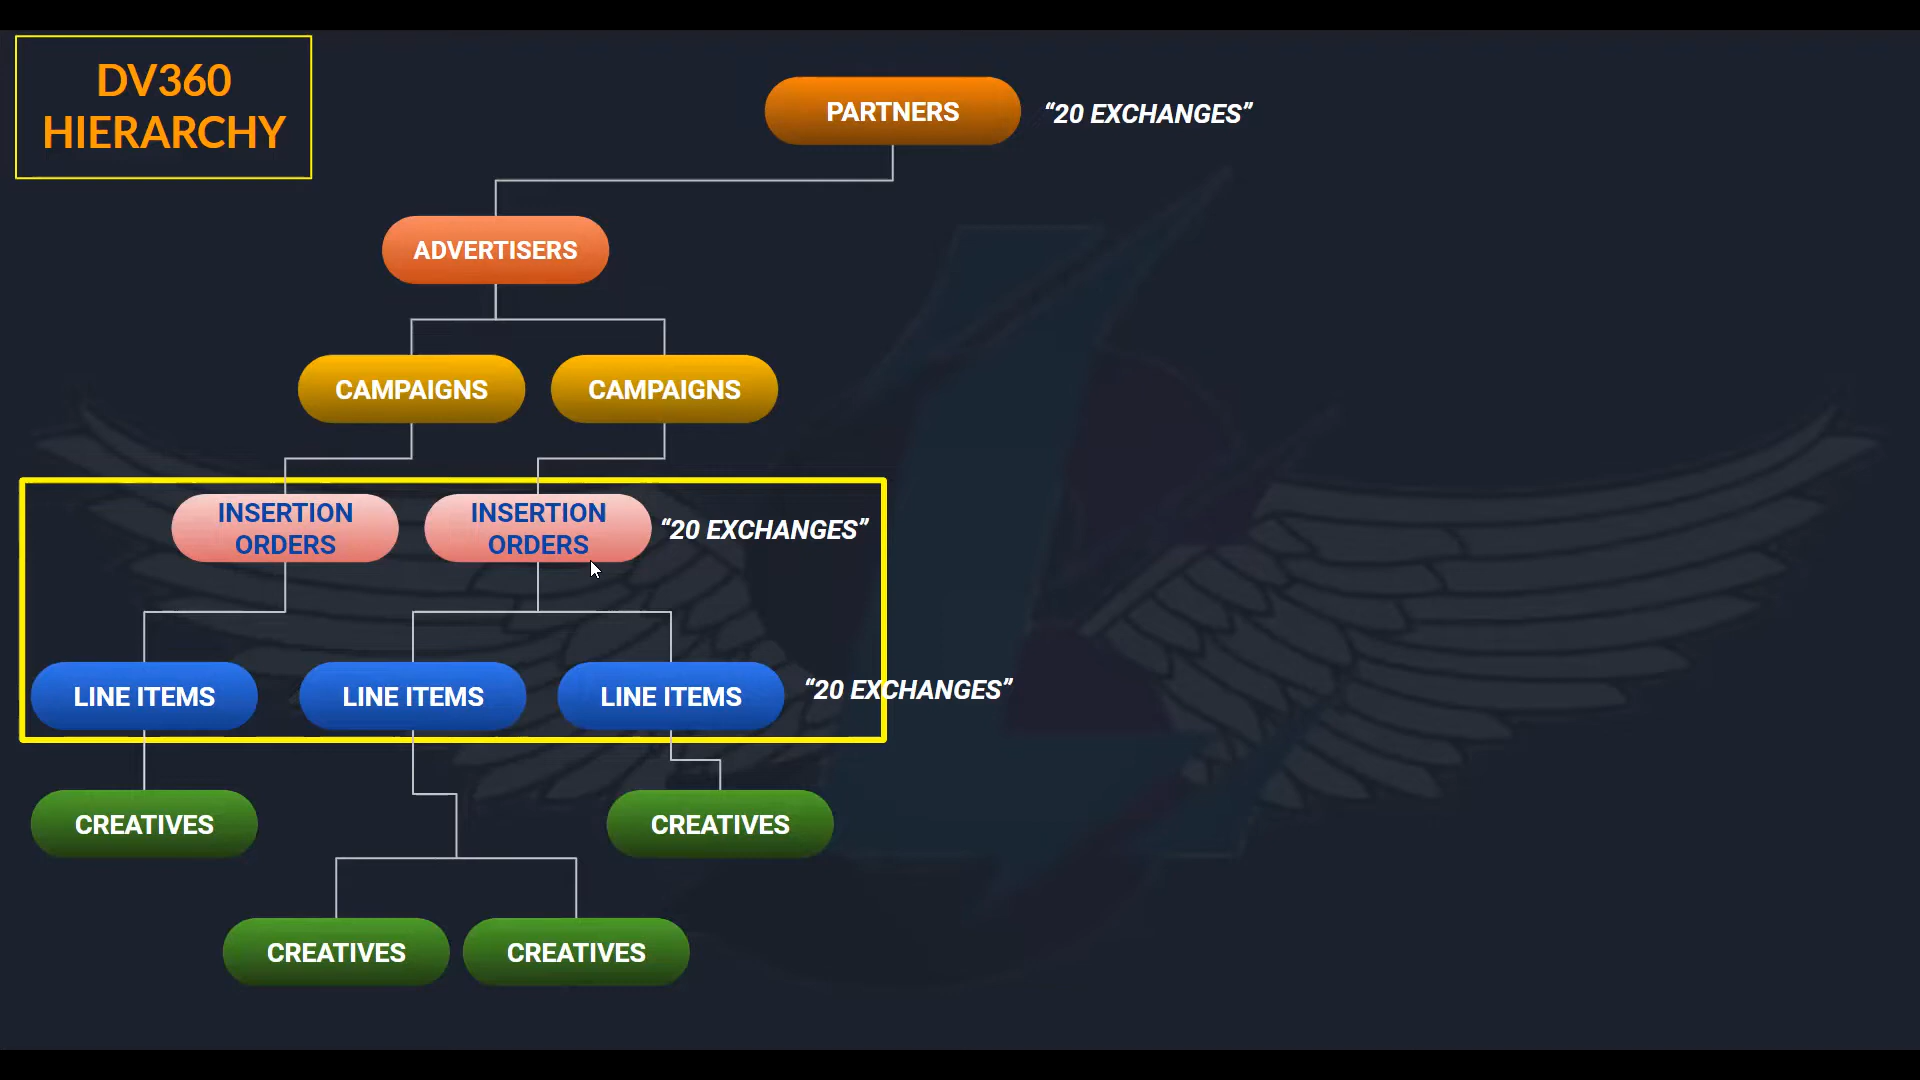 DV360
HIERARCHY
PARTNERS
“20 EXCHANGES”
ADVERTISERS
CAMPAIGNS
CAMPAIGNS
INSERTION
ORDERS
INSERTION
ORDERS
“20 EXCHANGES”
LINE ITEMS
LINE ITEMS
LINE ITEMS
“20 EXCHANGES”
CREATIVES
CREATIVES
CREATIVES
CREATIVES